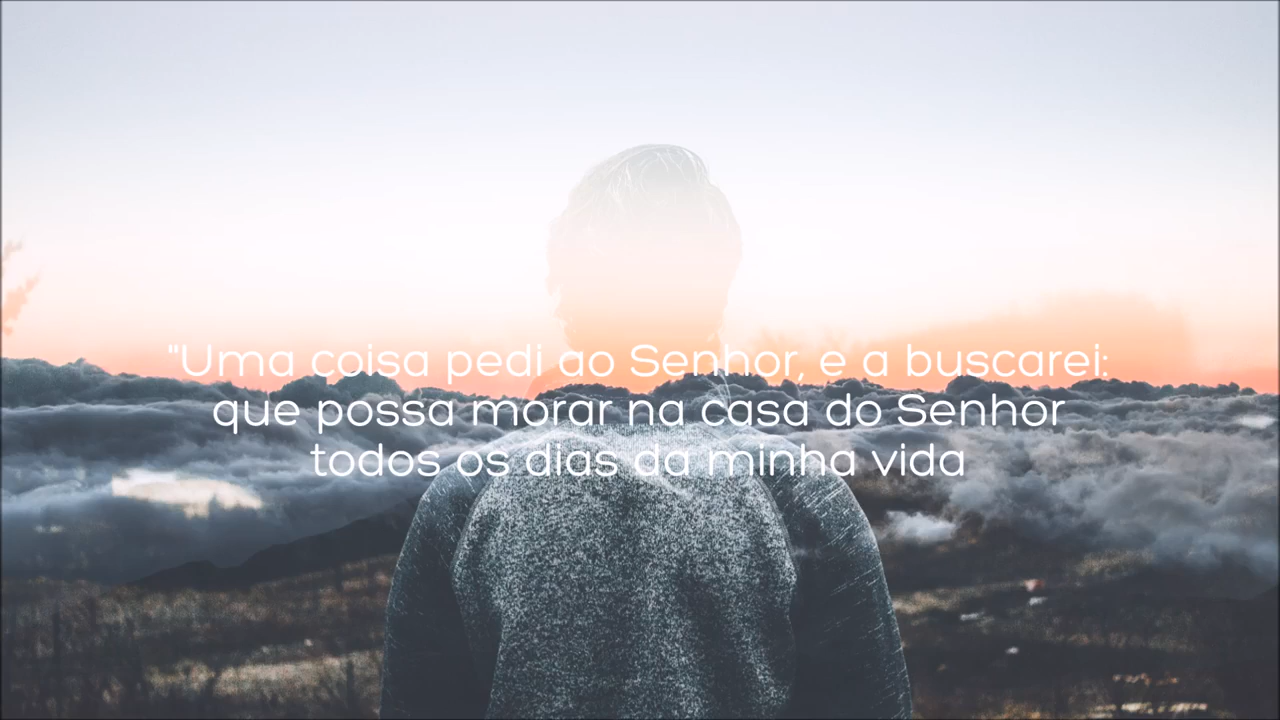 "Uma coisa pedi ao Senhor, e a buscarei:
que possa morar na casa do Senhor
todos os dias da minha vida